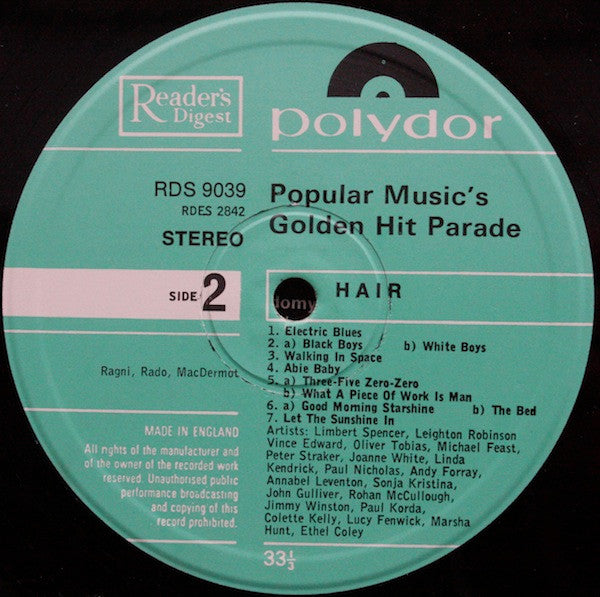 Reader's
Digest
polydor
RDS 9039
RDES 2842
STEREO
Popular Music's
Golden Hit Parade
SIDE 2
domy
HAIR
1. Electric Blues
2. a) Black Boys b) White Boys
3. Walking In Space
4. Abie Baby
5. a) Three-Five Zero-Zero
b) What A Piece Of Work Is Man
6. a) Good Morning Starshine b) The Bed
7. Let The Sunshine In
Artists: Limbert Spencer, Leighton Robinson
Vince Edward, Oliver Tobias, Michael Feast,
Peter Straker, Joanne White, Linda
Kendrick, Paul Nicholas, Andy Forray,
Annabel Leventon, Sonja Kristina,
John Gulliver, Rohan McCullough,
Jimmy Winston, Paul Korda,
Colette Kelly, Lucy Fenwick, Marsha
Hunt, Ethel Coley
Ragni, Rado, MacDermot
MADE IN ENGLAND
All rights of the manufacturer and
of the owner of the recorded work
reserved. Unauthorised public
performance broadcasting
and copying of this
record prohibited.
33⅓